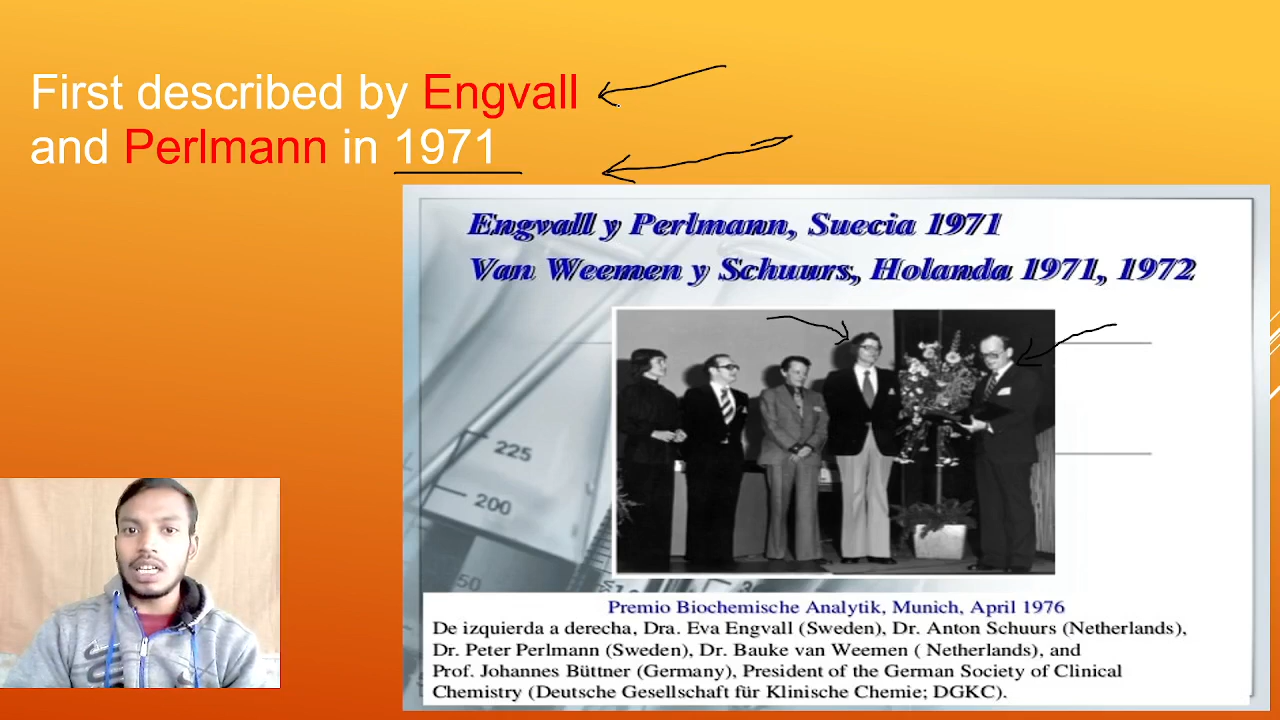 First described by Engvall
and Perlmann in 1971
Engvall y Perlmann, Suecia 1971
Van Weemen y Schuurs, Holanda 1971, 1972
225
200
50
Premio Biochemische Analytik, Munich, April 1976
De izquierda a derecha, Dra. Eva Engvall (Sweden), Dr. Anton Schuurs (Netherlands),
Dr. Peter Perlmann (Sweden), Dr. Bauke van Weemen ( Netherlands), and
Prof. Johannes Büttner (Germany), President of the German Society of Clinical
Chemistry (Deutsche Gesellschaft für Klinische Chemie; DGKC).